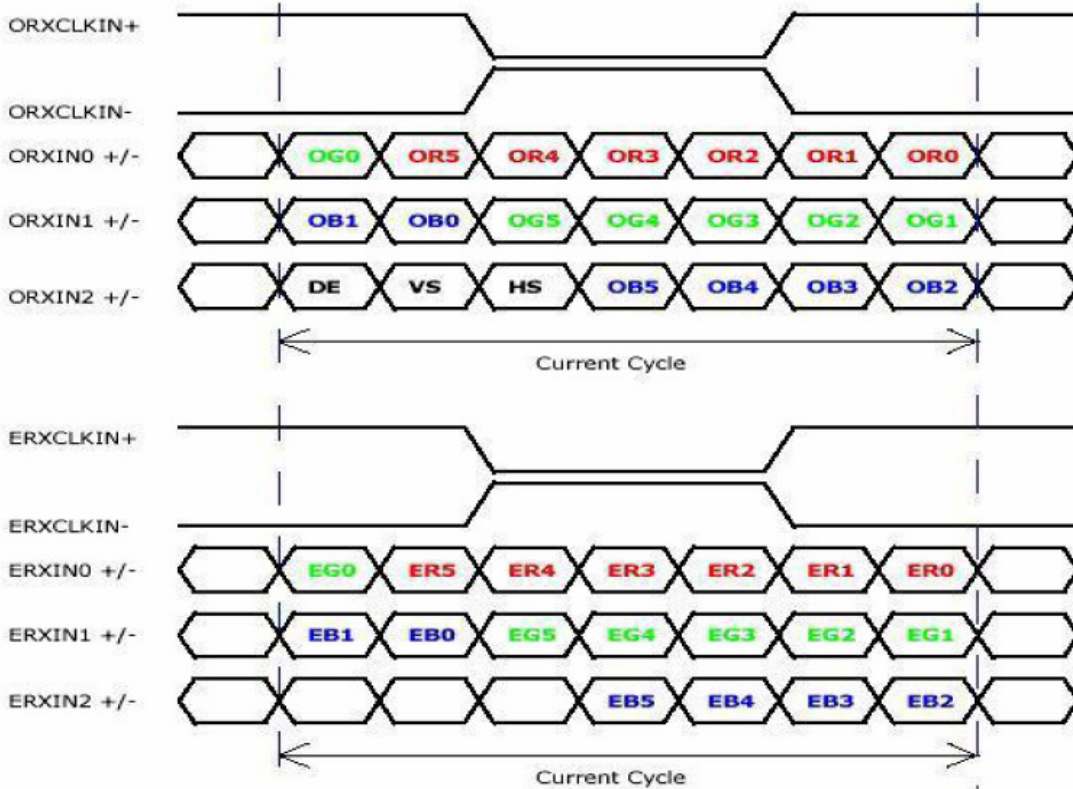 ORXCLKIN+
ORXCLKIN-
ORXIN0 +/- OG0 OR5 OR4 OR3 OR2 OR1 OR0
ORXIN1 +/- OB1 OB0 OG5 OG4 OG3 OG2 OG1
ORXIN2 +/- DE VS HS OB5 OB4 OB3 OB2
Current Cycle
ERXCLKIN+
ERXCLKIN-
ERXIN0 +/- EG0 ER5 ER4 ER3 ER2 ER1 ER0
ERXIN1 +/- EB1 EB0 EG5 EG4 EG3 EG2 EG1
ERXIN2 +/- EB5 EB4 EB3 EB2
Current Cycle